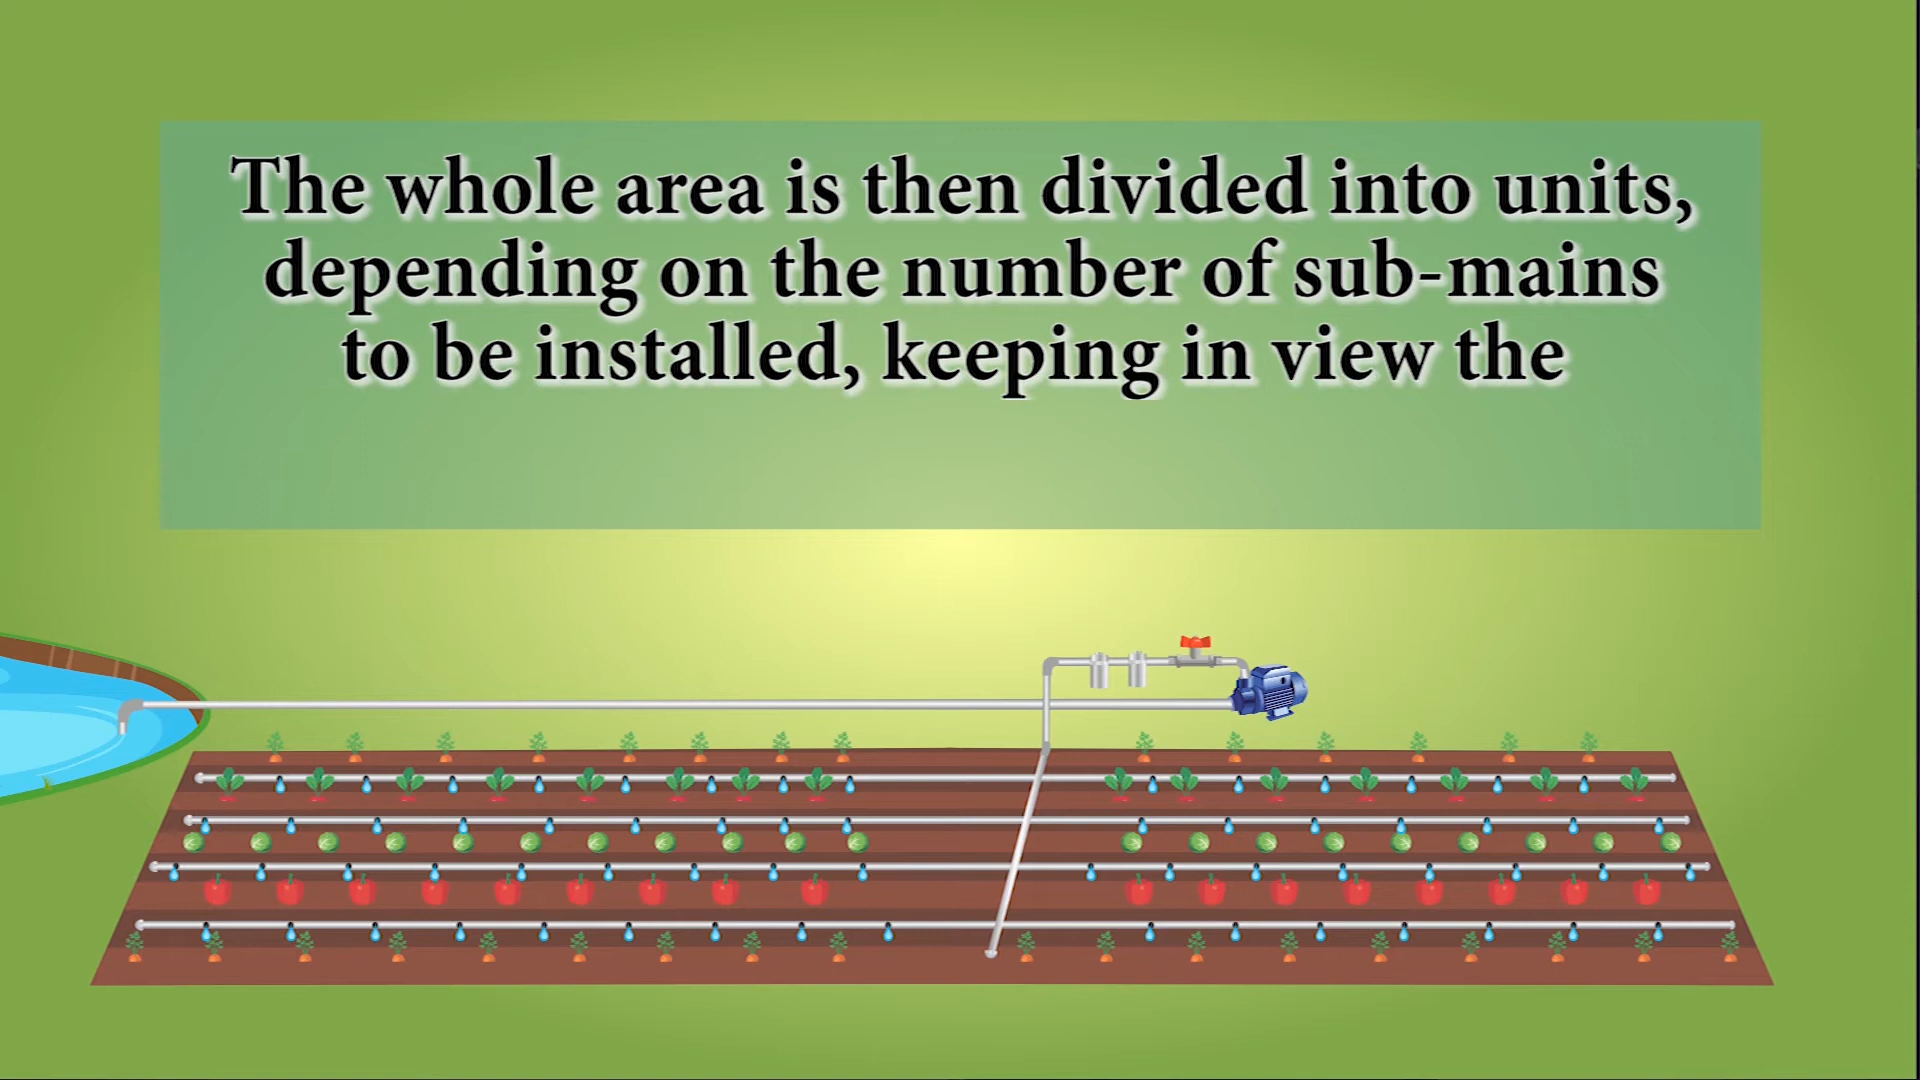 The whole area is then divided into units,
depending on the number of sub-mains
to be installed, keeping in view the